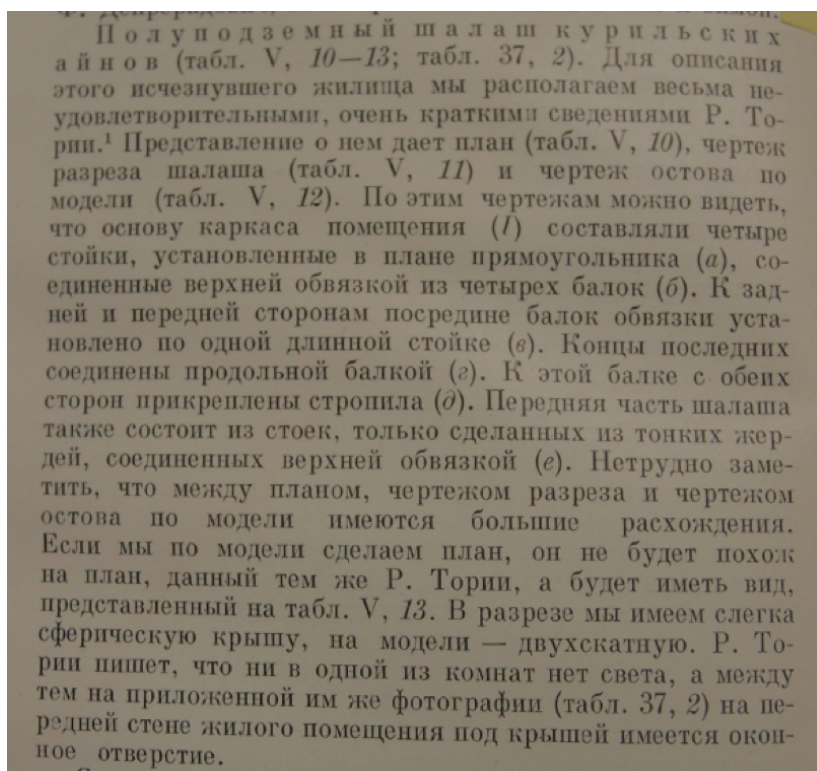 Полуподземный шалаш курильских
айнов (табл. V, 10—13; табл. 37, 2). Для описания
этого исчезнувшего жилища мы располагаем весьма не-
удовлетворительными, очень краткими сведениями Р. То-
рии.¹ Представление о нем дает план (табл. V, 10), чертеж
разреза шалаша (табл. V, 11) и чертеж остова по
модели (табл. V, 12). По этим чертежам можно видеть,
что основу каркаса помещения (1) составляли четыре
стойки, установленные в плане прямоугольника (а), со-
единенные верхней обвязкой из четырех балок (б). К зад-
ней и передней сторонам посредине балок обвязки уста-
новлено по одной длинной стойке (в). Концы последних
соединены продольной балкой (г). К этой балке с обеих
сторон прикреплены стропила (д). Передняя часть шалаша
также состоит из стоек, только сделанных из тонких жер-
дей, соединенных верхней обвязкой (е). Нетрудно заме-
тить, что между планом, чертежом разреза и чертежом
остова по модели имеются большие расхождения.
Если мы по модели сделаем план, он не будет похож
на план, данный тем же Р. Тории, а будет иметь вид,
представленный на табл. V, 13. В разрезе мы имеем слегка
сферическую крышу, на модели — двухскатную. Р. То-
рии пишет, что ни в одной из комнат нет света, а между
тем на приложенной им же фотографии (табл. 37, 2) на пе-
редней стене жилого помещения под крышей имеется окон-
ное отверстие.